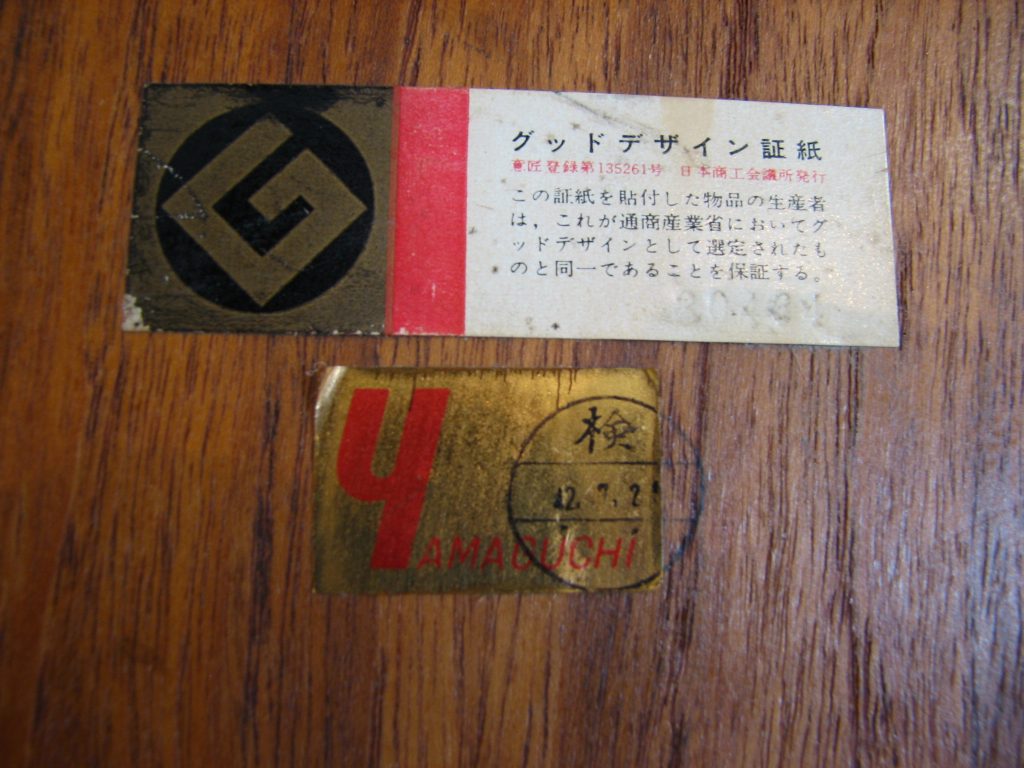 グッドデザイン証紙
意匠登録第135261号 日本商工会議所発行
この証紙を貼付した物品の生産者
は，これが通商産業省においてグ
ッドデザインとして選定されたも
のと同一であることを保証する。
YAMAGUCHi
検